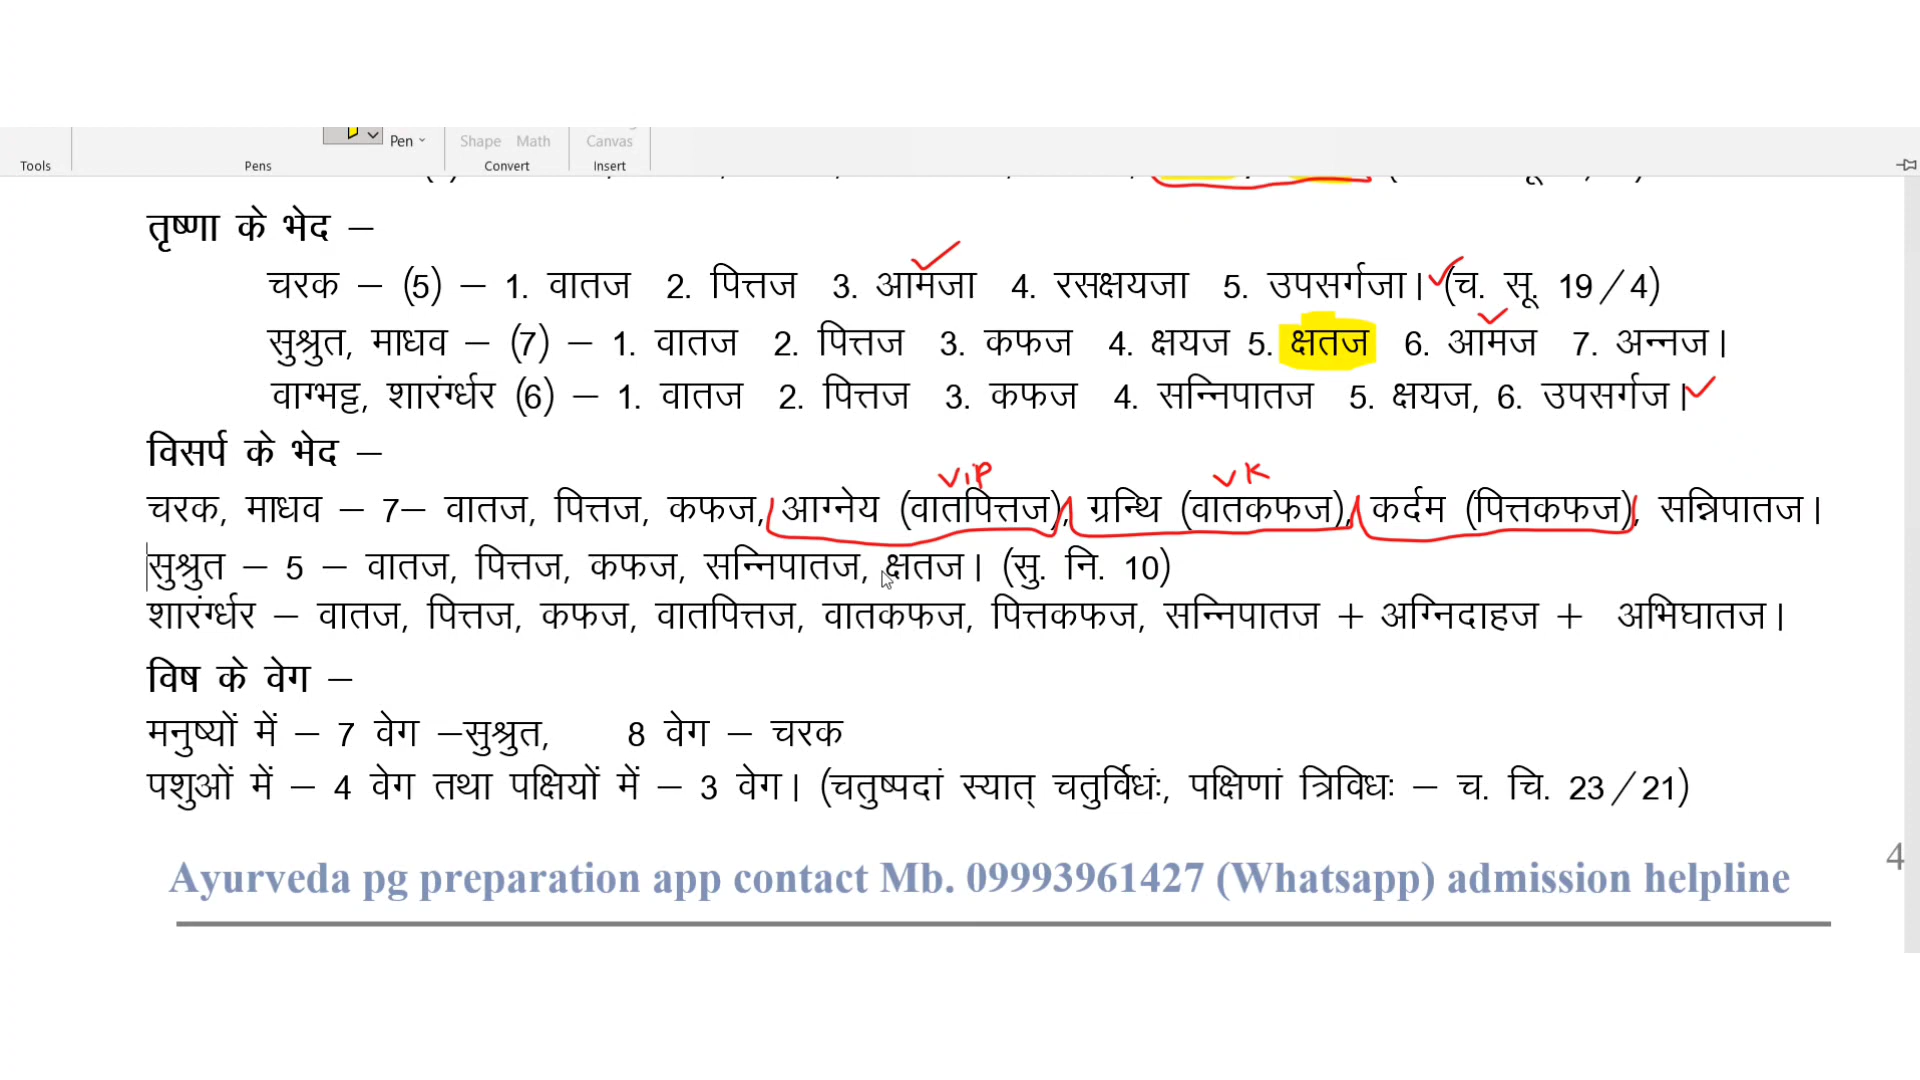 Pen
Shape Math
Canvas
Tools
Pens
Convert
Insert
तृष्णा के भेद –
चरक – (5) – 1. वातज 2. पित्तज 3. आमजा 4. रसक्षयजा 5. उपसर्गजा। (च. सू. 19/4)
सुश्रुत, माधव – (7) – 1. वातज 2. पित्तज 3. कफज 4. क्षयज 5. क्षतज 6. आमज 7. अन्नज।
वाग्भट्ट, शारंर्ग्धर (6) – 1. वातज 2. पित्तज 3. कफज 4. सन्निपातज 5. क्षयज, 6. उपसर्गज।
विसर्प के भेद –
VIP VK
चरक, माधव – 7– वातज, पित्तज, कफज, आग्नेय (वातपित्तज), ग्रन्थि (वातकफज), कर्दम (पित्तकफज), सन्निपातज।
सुश्रुत – 5 – वातज, पित्तज, कफज, सन्निपातज, क्षतज। (सु. नि. 10)
शारंर्ग्धर – वातज, पित्तज, कफज, वातपित्तज, वातकफज, पित्तकफज, सन्निपातज + अग्निदाहज + अभिघातज।
विष के वेग –
मनुष्यों में – 7 वेग –सुश्रुत, 8 वेग – चरक
पशुओं में – 4 वेग तथा पक्षियों में – 3 वेग। (चतुष्पदां स्यात् चतुर्विधंः, पक्षिणां त्रिविधः – च. चि. 23/21)
4
Ayurveda pg preparation app contact Mb. 09993961427 (Whatsapp) admission helpline